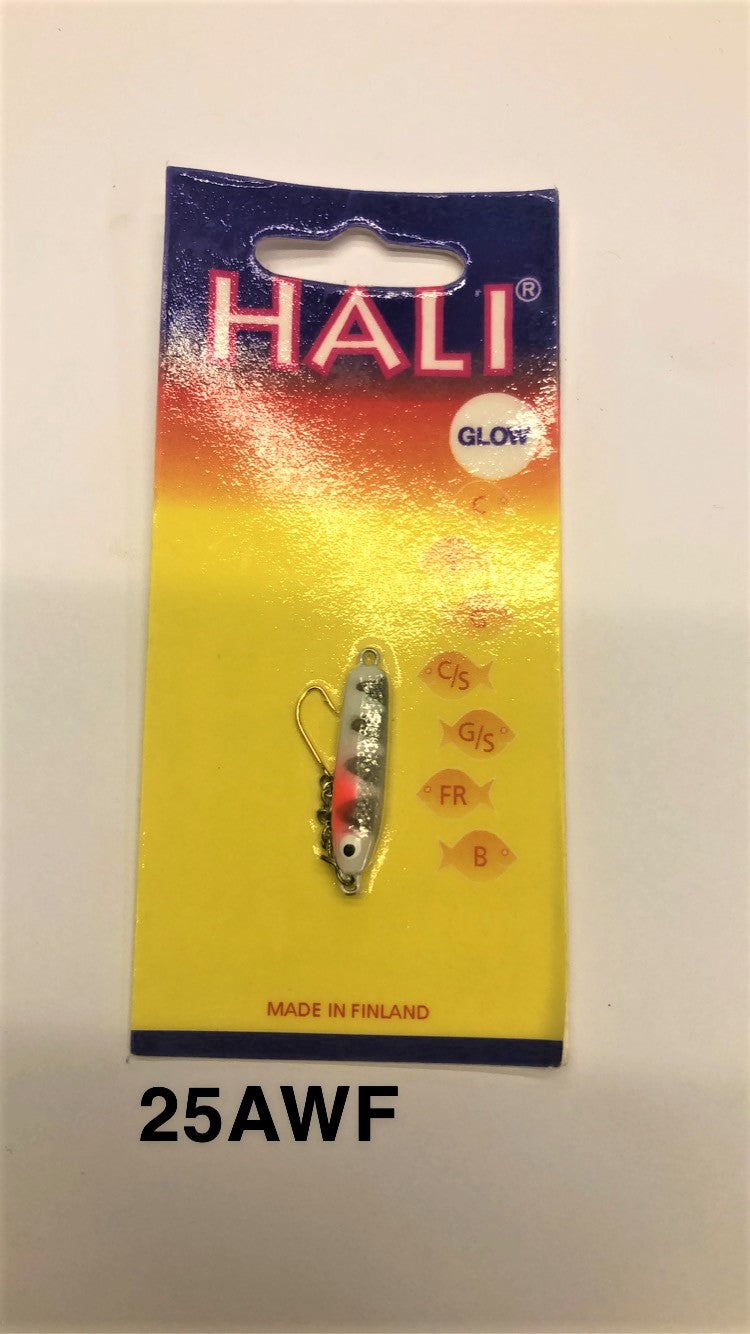 HALI®
GLOW
C
C/S
G/S
FR
B
MADE IN FINLAND
25AWF